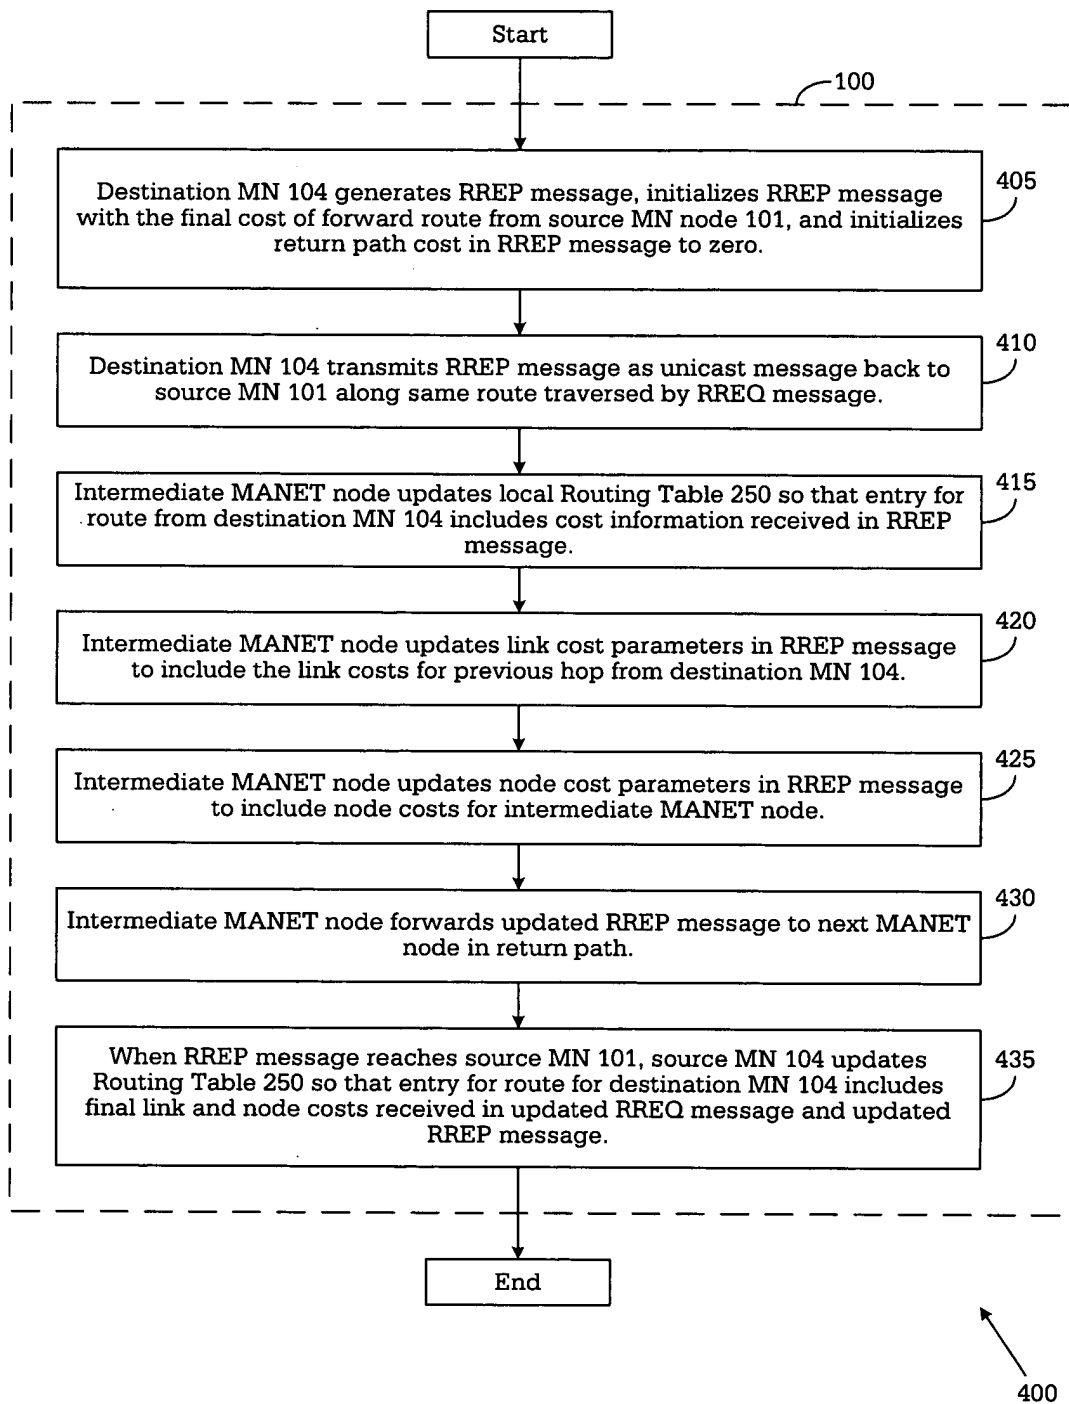 Start
100
Destination MN 104 generates RREP message, initializes RREP message
with the final cost of forward route from source MN node 101, and initializes
return path cost in RREP message to zero.
405
Destination MN 104 transmits RREP message as unicast message back to
source MN 101 along same route traversed by RREQ message.
410
Intermediate MANET node updates local Routing Table 250 so that entry for
route from destination MN 104 includes cost information received in RREP
message.
415
Intermediate MANET node updates link cost parameters in RREP message
to include the link costs for previous hop from destination MN 104.
420
Intermediate MANET node updates node cost parameters in RREP message
to include node costs for intermediate MANET node.
425
Intermediate MANET node forwards updated RREP message to next MANET
node in return path.
430
When RREP message reaches source MN 101, source MN 104 updates
Routing Table 250 so that entry for route for destination MN 104 includes
final link and node costs received in updated RREQ message and updated
RREP message.
435
End
400